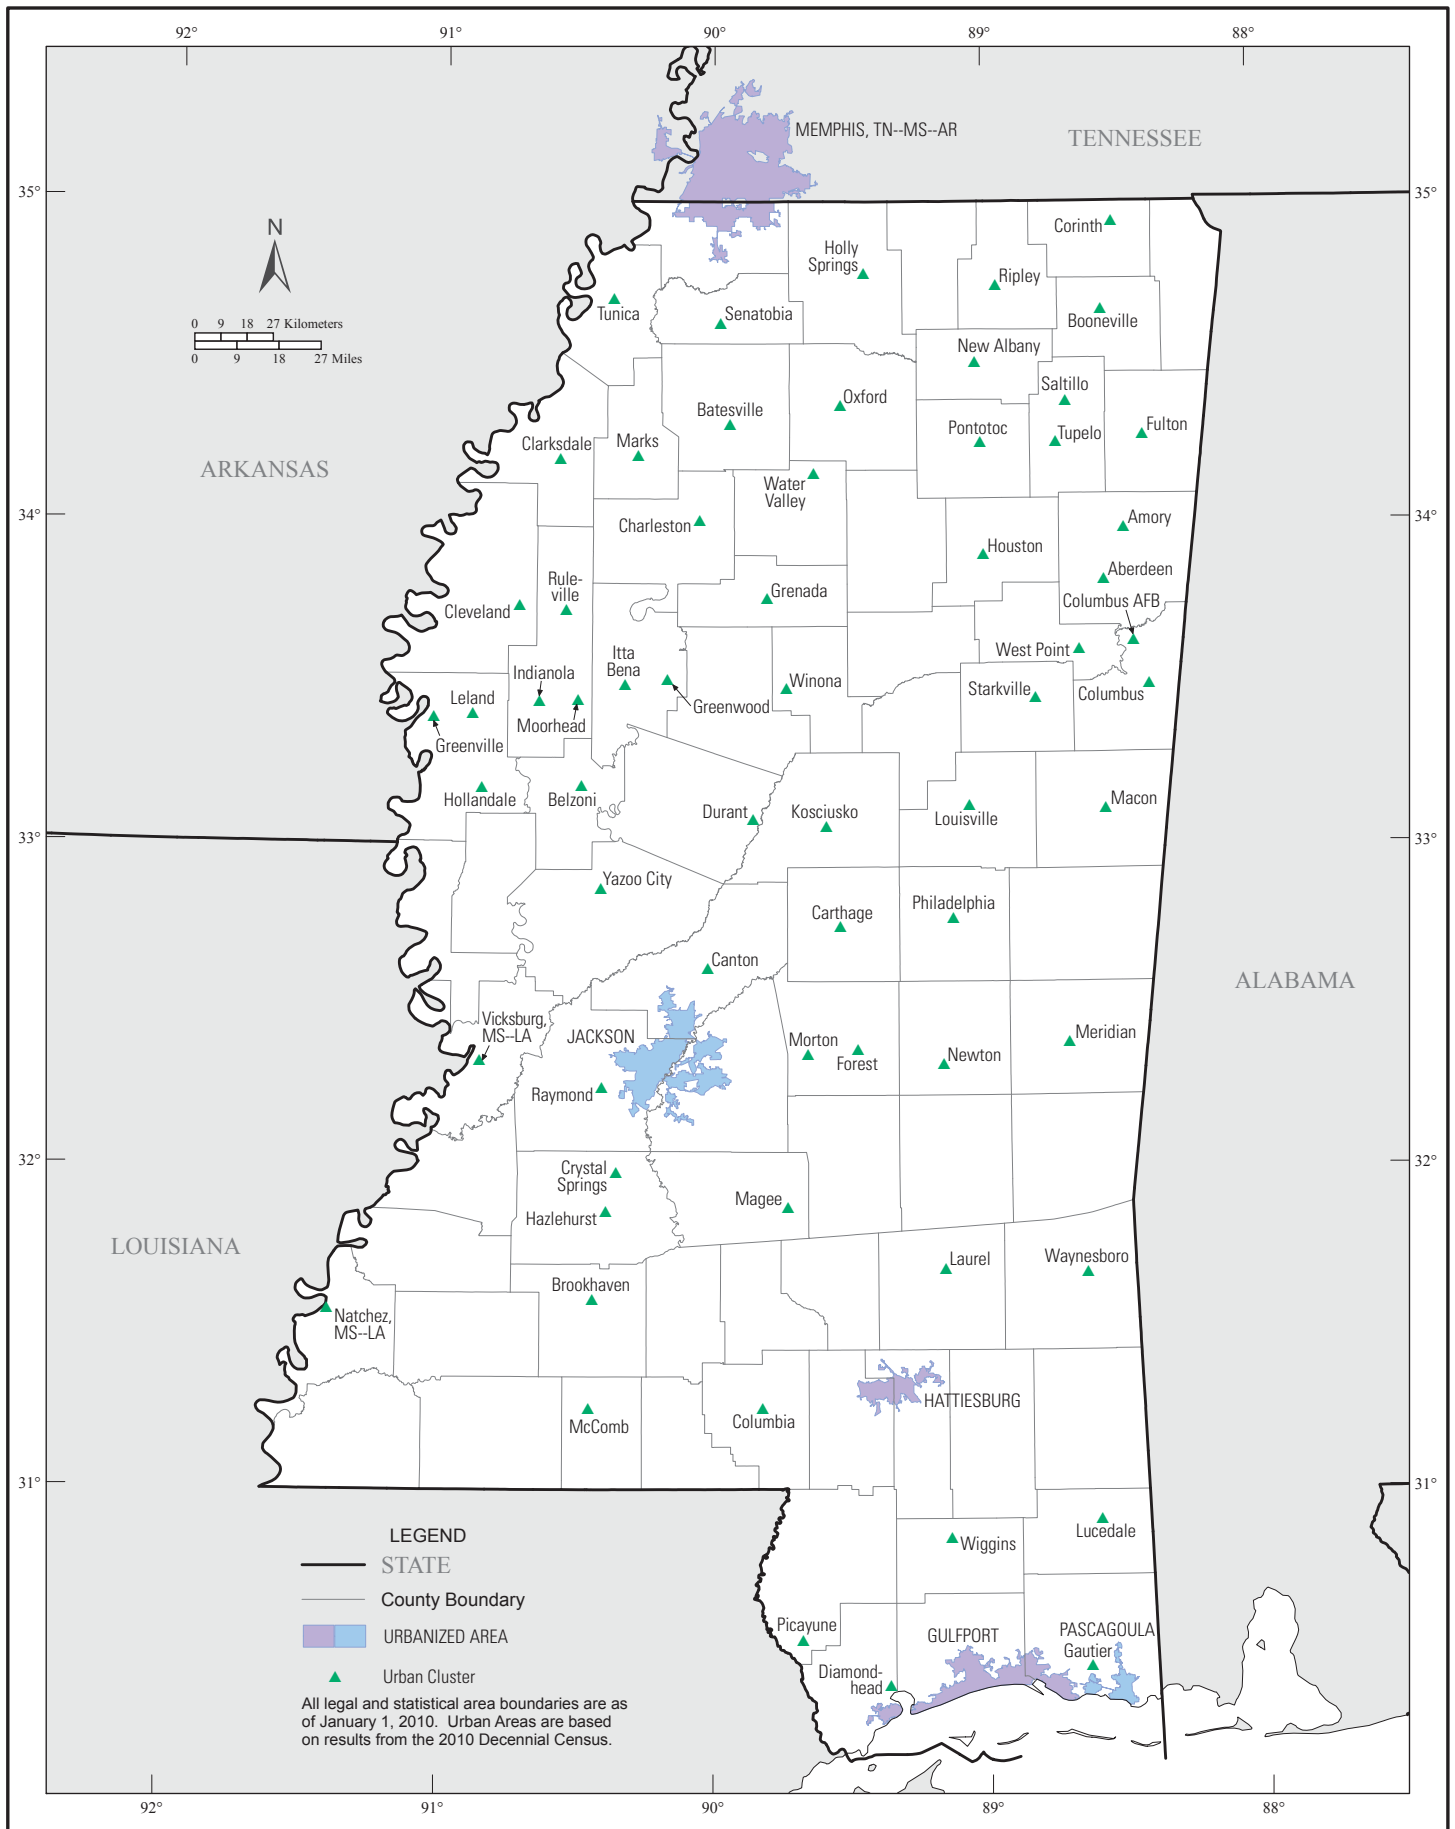 92°
91°
90°
89°
88°
MEMPHIS, TN--MS--AR
TENNESSEE
35°
35°
N
Corinth
Holly
Springs
Ripley
Tunica
Senatobia
Booneville
0 9 18 27 Kilometers
0 9 18 27 Miles
New Albany
Saltillo
Oxford
Batesville
Fulton
Pontotoc
Tupelo
Clarksdale
Marks
ARKANSAS
Water
Valley
34°
34°
Charleston
Amory
Houston
Aberdeen
Rule-
ville
Grenada
Columbus AFB
Cleveland
West Point
Itta
Bena
Indianola
Winona
Starkville
Columbus
Leland
Greenwood
Moorhead
Greenville
Hollandale
Belzoni
Macon
Durant
Kosciusko
Louisville
33°
33°
Yazoo City
Philadelphia
Carthage
Canton
ALABAMA
Vicksburg,
MS--LA
JACKSON
Meridian
Morton
Forest
Newton
Raymond
32°
32°
Crystal
Springs
Magee
Hazlehurst
LOUISIANA
Laurel
Waynesboro
Brookhaven
Natchez,
MS--LA
HATTIESBURG
Columbia
McComb
31°
31°
LEGEND
STATE
County Boundary
URBANIZED AREA
Urban Cluster
All legal and statistical area boundaries are as
of January 1, 2010. Urban Areas are based
on results from the 2010 Decennial Census.
Lucedale
Wiggins
Picayune
GULFPORT
PASCAGOULA
Gautier
Diamond-
head
92°
91°
90°
89°
88°